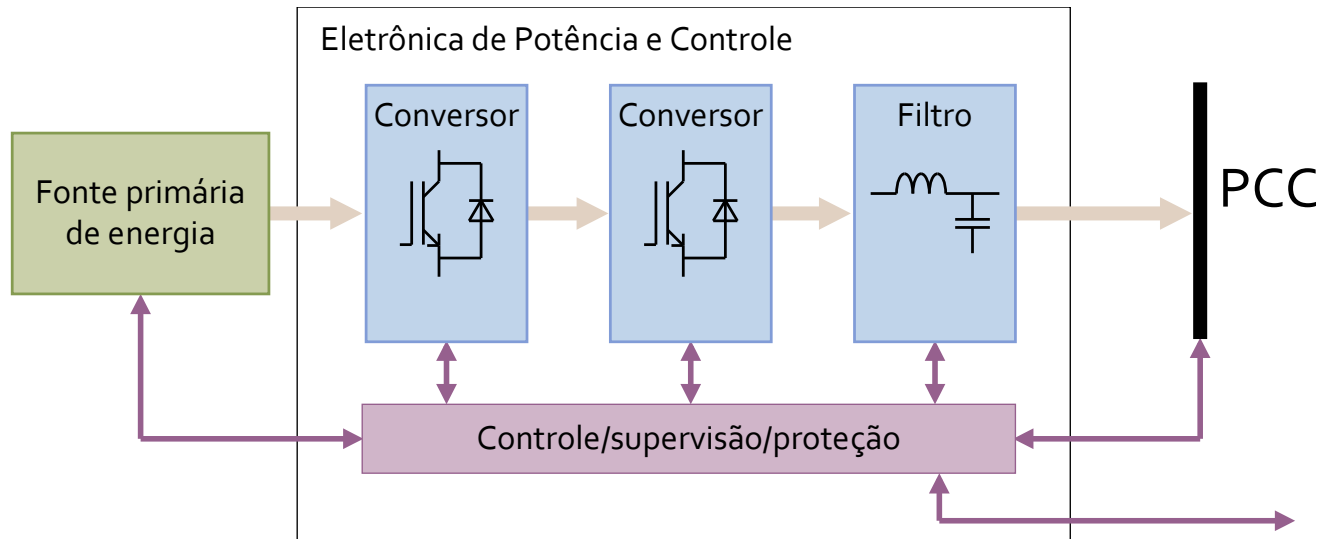 Eletrônica de Potência e Controle
Conversor
Conversor
Filtro
Fonte primária
de energia
PCC
Controle/supervisão/proteção